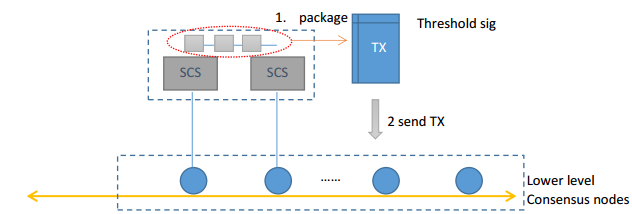 1. package
Threshold sig
TX
SCS SCS
2 send TX
......
Lower level
Consensus nodes